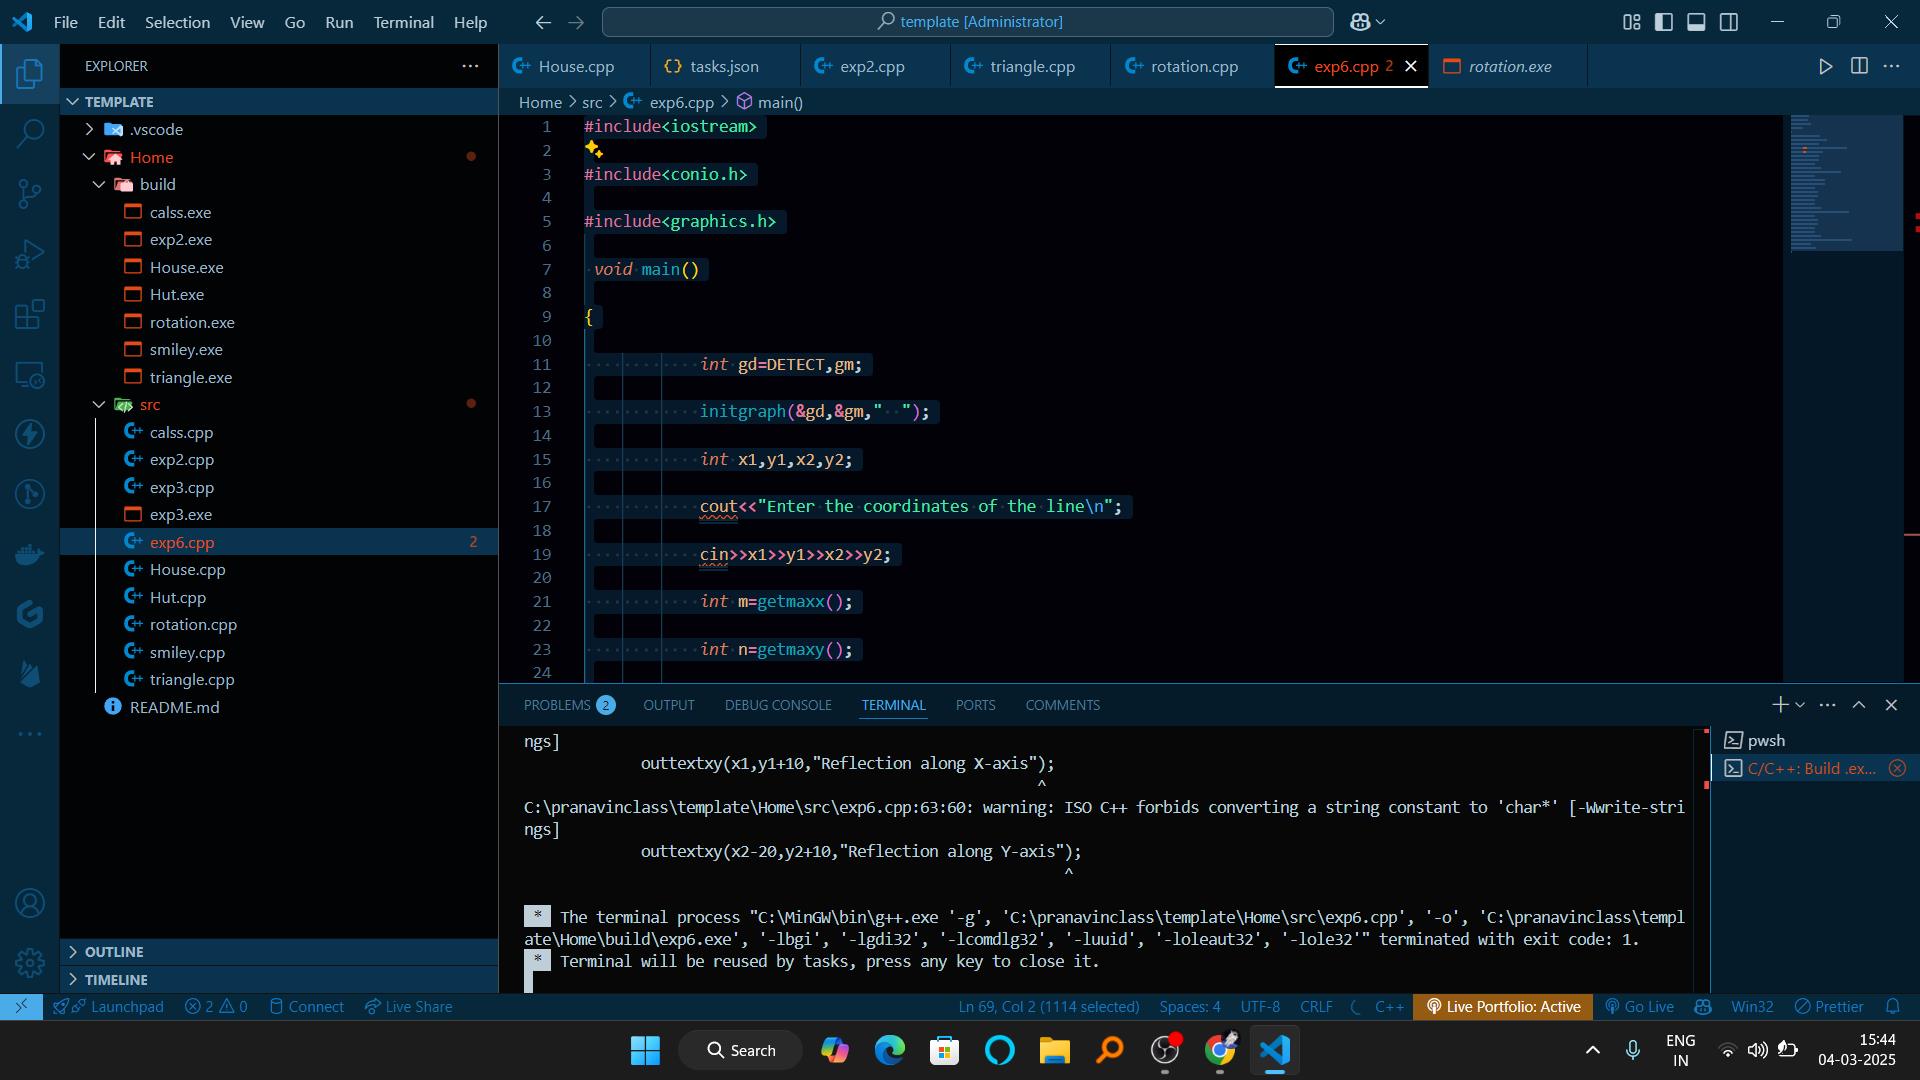 File Edit Selection View Go Run Terminal Help
template [Administrator]
EXPLORER
House.cpp
tasks.json
exp2.cpp
triangle.cpp
rotation.cpp
exp6.cpp 2
rotation.exe
Home > src > exp6.cpp > main()
TEMPLATE
.vscode
Home
build
calss.exe
exp2.exe
House.exe
Hut.exe
rotation.exe
smiley.exe
triangle.exe
src
calss.cpp
exp2.cpp
exp3.cpp
exp3.exe
exp6.cpp 2
House.cpp
Hut.cpp
rotation.cpp
smiley.cpp
triangle.cpp
README.md
OUTLINE
TIMELINE
1 #include<iostream>
2
3 #include<conio.h>
4
5 #include<graphics.h>
6
7 void main()
8
9 {
10
11 int gd=DETECT,gm;
12
13 initgraph(&gd,&gm,"  ");
14
15 int x1,y1,x2,y2;
16
17 cout<<"Enter the coordinates of the line\n";
18
19 cin>>x1>>y1>>x2>>y2;
20
21 int m=getmaxx();
22
23 int n=getmaxy();
24
PROBLEMS 2 OUTPUT DEBUG CONSOLE TERMINAL PORTS COMMENTS
ngs]
outtextxy(x1,y1+10,"Reflection along X-axis");
^
C:\pranavinclass\template\Home\src\exp6.cpp:63:60: warning: ISO C++ forbids converting a string constant to 'char*' [-Wwrite-stri
ngs]
outtextxy(x2-20,y2+10,"Reflection along Y-axis");
^
* The terminal process "C:\MinGW\bin\g++.exe '-g', 'C:\pranavinclass\template\Home\src\exp6.cpp', '-o', 'C:\pranavinclass\templ
ate\Home\build\exp6.exe', '-lbgi', '-lgdi32', '-lcomdlg32', '-luuid', '-loleaut32', '-lole32'" terminated with exit code: 1.
* Terminal will be reused by tasks, press any key to close it.
pwsh
C/C++: Build .ex...
Launchpad 2 0 Connect Live Share
Ln 69, Col 2 (1114 selected) Spaces: 4 UTF-8 CRLF C++ Live Portfolio: Active Go Live Win32 Prettier
Search
ENG
IN
15:44
04-03-2025